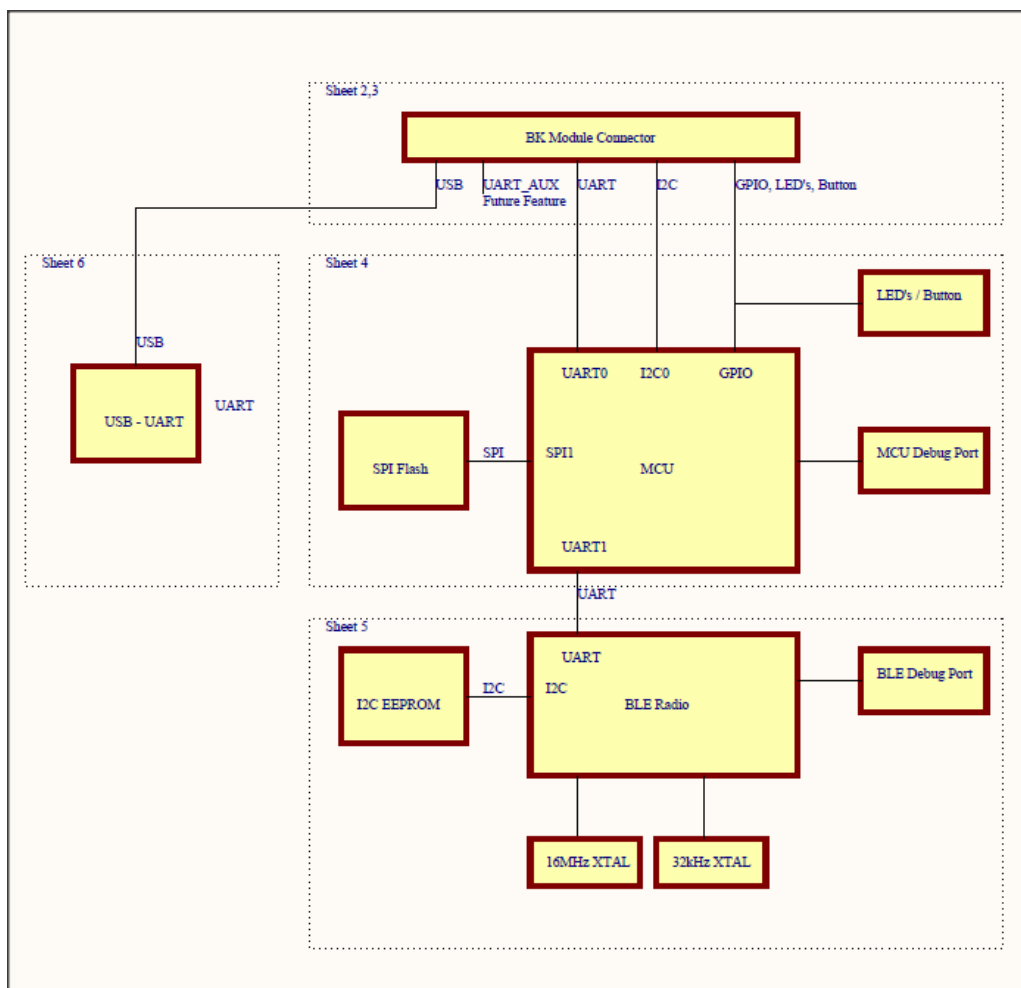 Sheet 2,3
BK Module Connector
USB
UART_AUX
Future Feature
UART
I2C
GPIO, LED's, Button
Sheet 6
USB
USB - UART
UART
Sheet 4
LED's / Button
UART0
I2C0
GPIO
SPI Flash
SPI
SPI1
MCU
MCU Debug Port
UART1
UART
Sheet 5
UART
I2C EEPROM
I2C
I2C
BLE Radio
BLE Debug Port
16MHz XTAL
32kHz XTAL